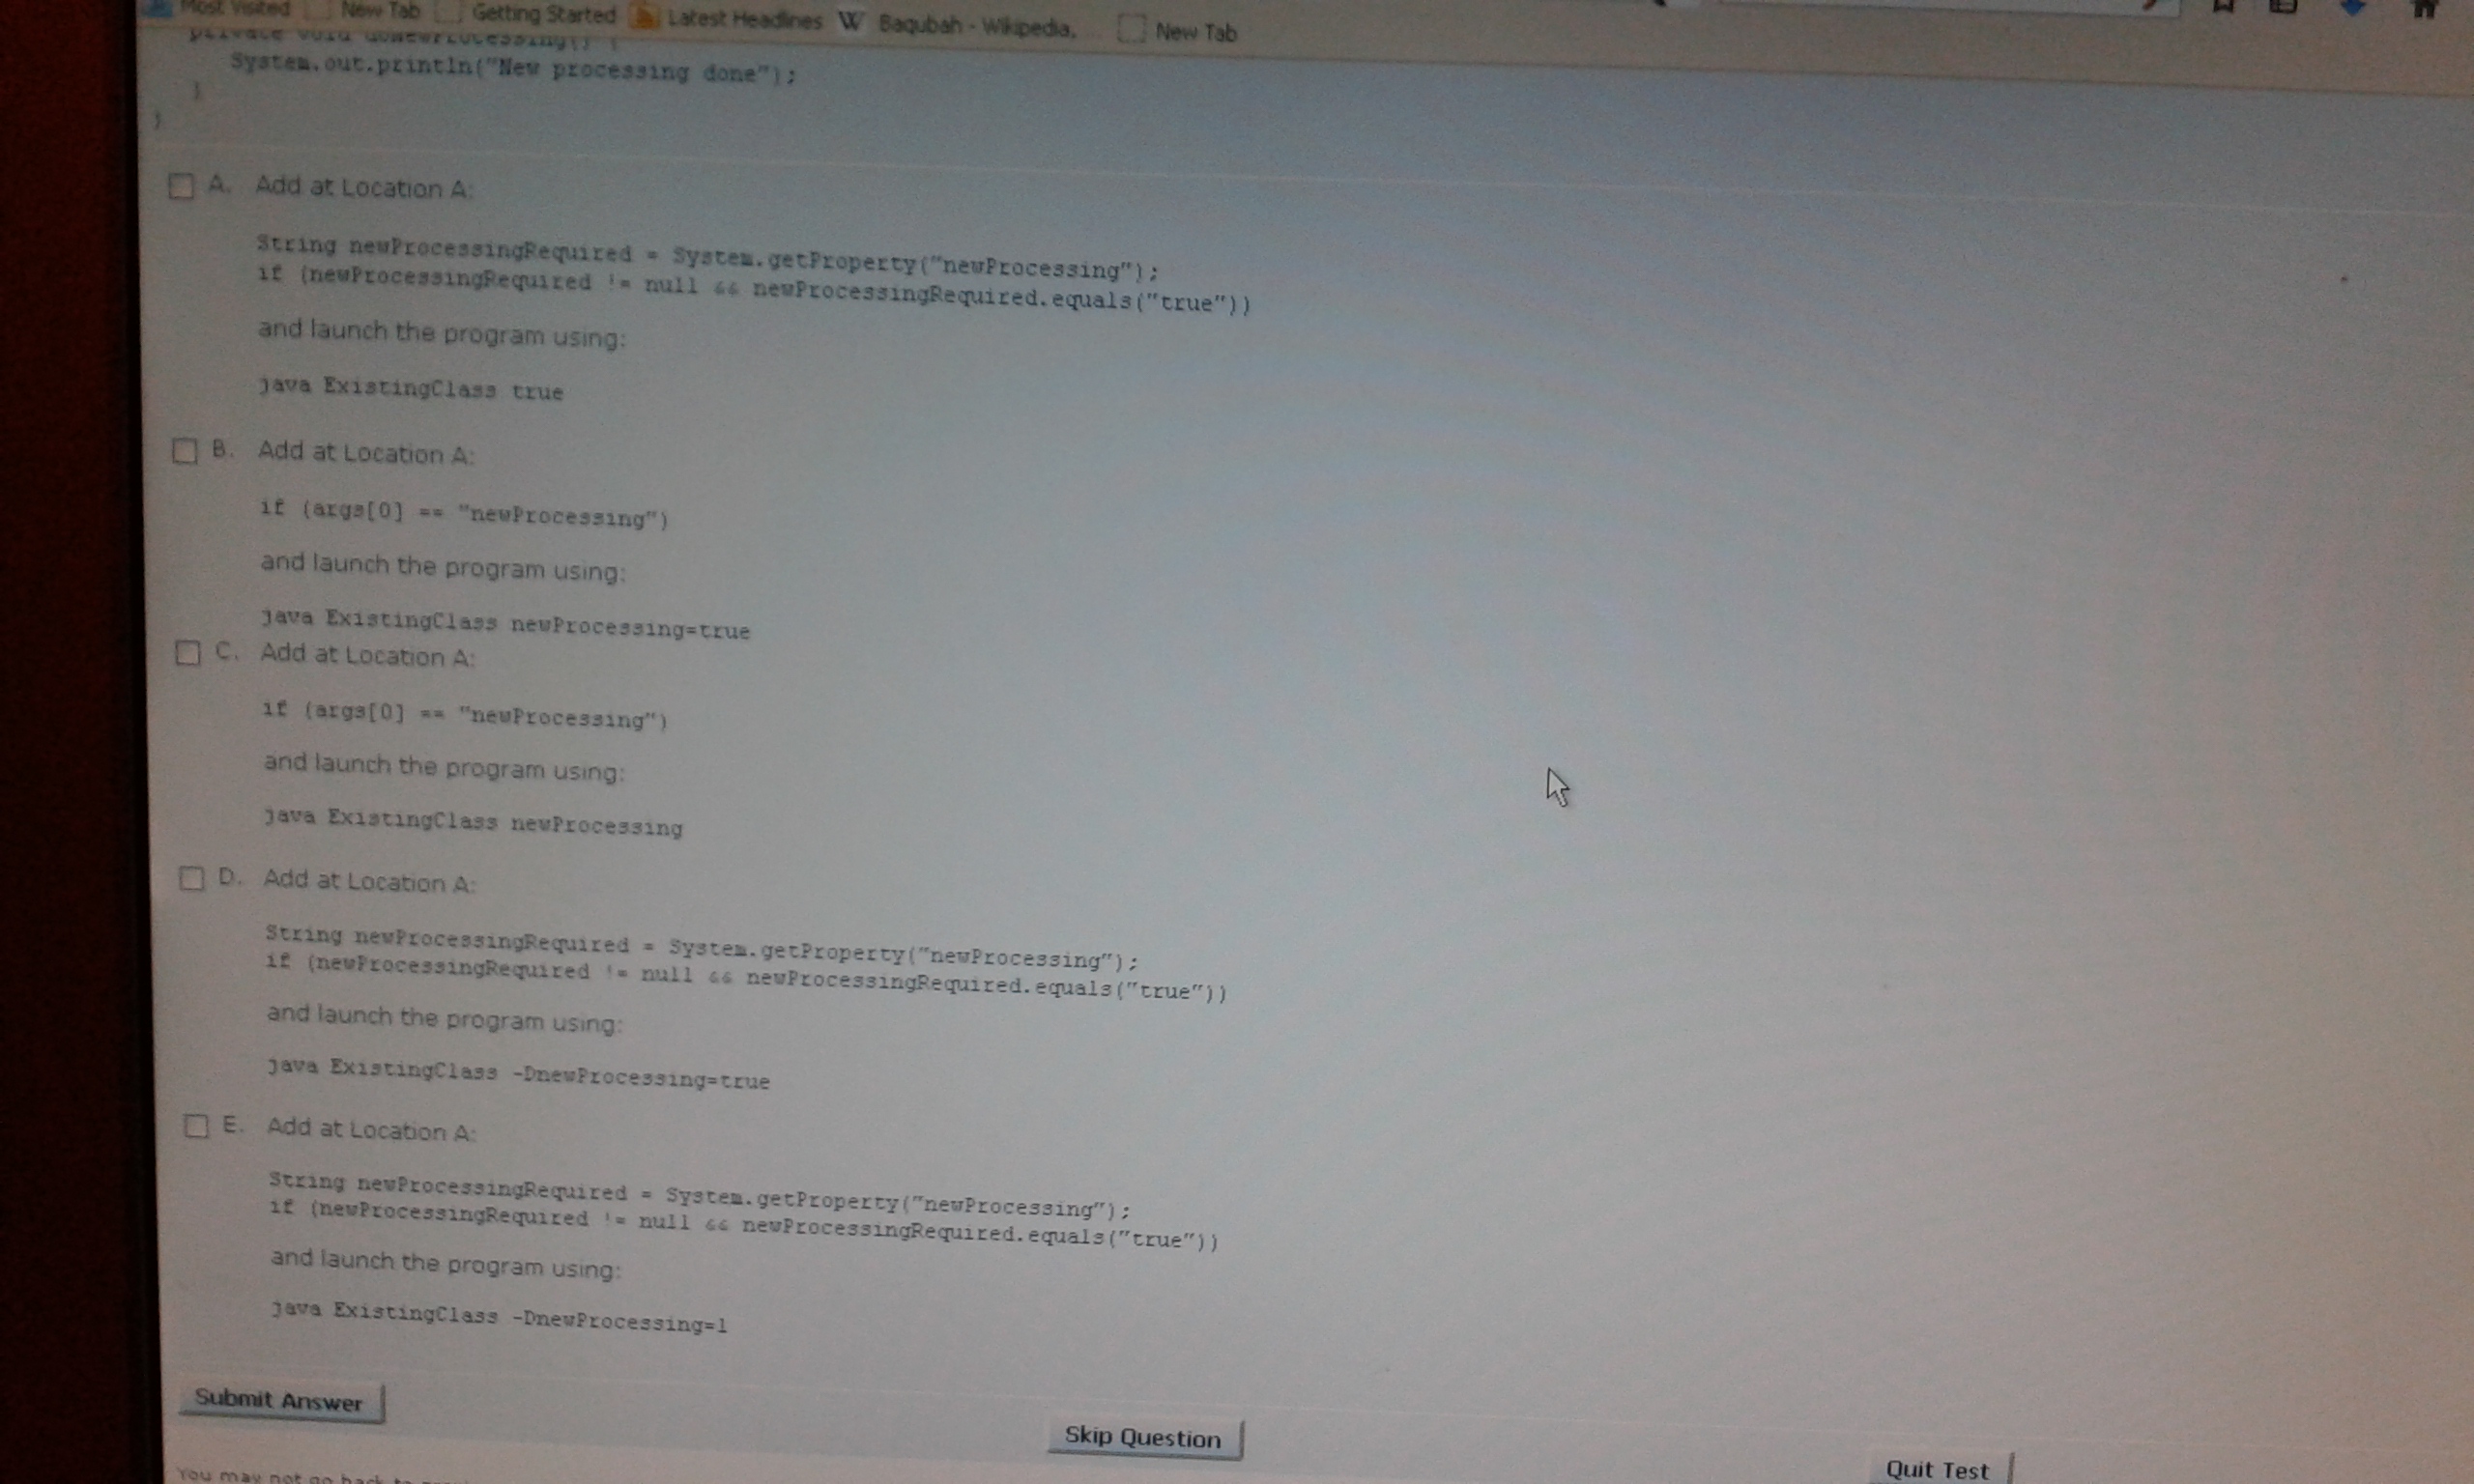 Most Visited New Tab Getting Started Latest Headlines W Baqubah - Wikipedia, New Tab
private void doNewProcessing() {
System.out.println("New processing done");
}
}
A. Add at Location A:
String newProcessingRequired = System.getProperty("newProcessing");
if (newProcessingRequired != null && newProcessingRequired.equals("true"))
and launch the program using:
java ExistingClass true
B. Add at Location A:
if (args[0] == "newProcessing")
and launch the program using:
java ExistingClass newProcessing=true
C. Add at Location A:
if (args[0] == "newProcessing")
and launch the program using:
java ExistingClass newProcessing
D. Add at Location A:
String newProcessingRequired = System.getProperty("newProcessing");
if (newProcessingRequired != null && newProcessingRequired.equals("true"))
and launch the program using:
java ExistingClass -DnewProcessing=true
E. Add at Location A:
String newProcessingRequired = System.getProperty("newProcessing");
if (newProcessingRequired != null && newProcessingRequired.equals("true"))
and launch the program using:
java ExistingClass -DnewProcessing=1
Submit Answer
Skip Question
Quit Test
You may not go back to